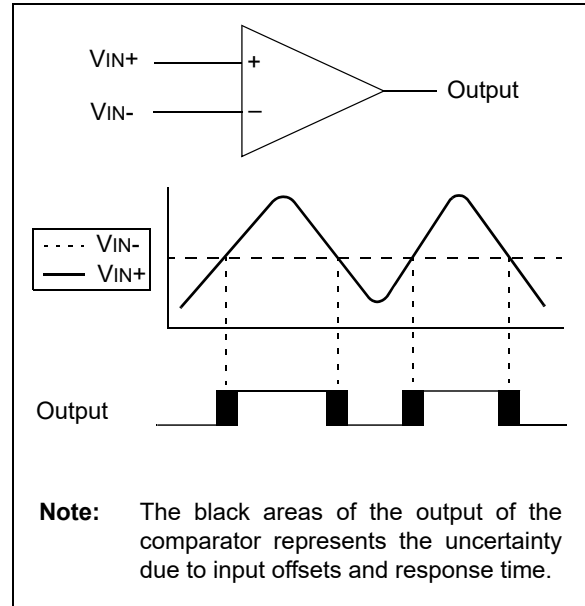 VIN+
+
Output
VIN-
–
VIN-
VIN+
Output
Note: The black areas of the output of the
comparator represents the uncertainty
due to input offsets and response time.